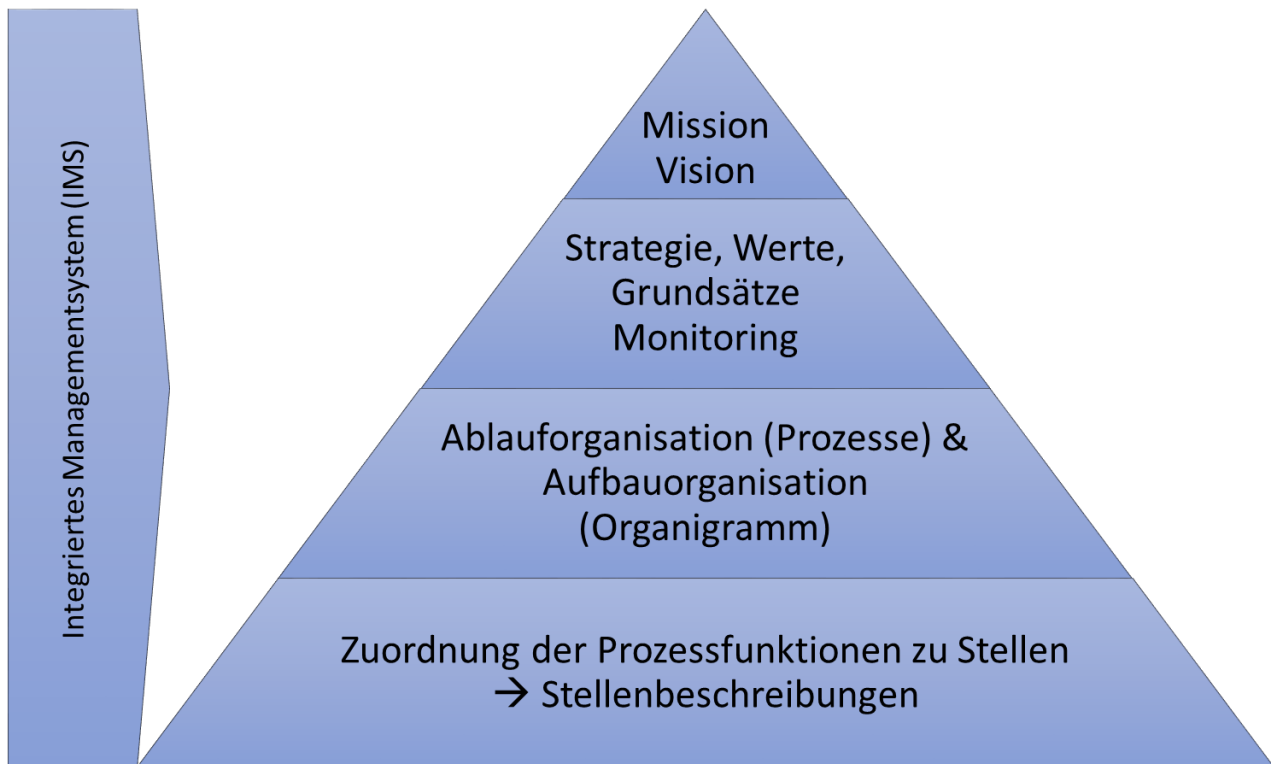 Integriertes Managementsystem (IMS)
Mission
Vision
Strategie, Werte,
Grundsätze
Monitoring
Ablauforganisation (Prozesse) &
Aufbauorganisation
(Organigramm)
Zuordnung der Prozessfunktionen zu Stellen
→ Stellenbeschreibungen